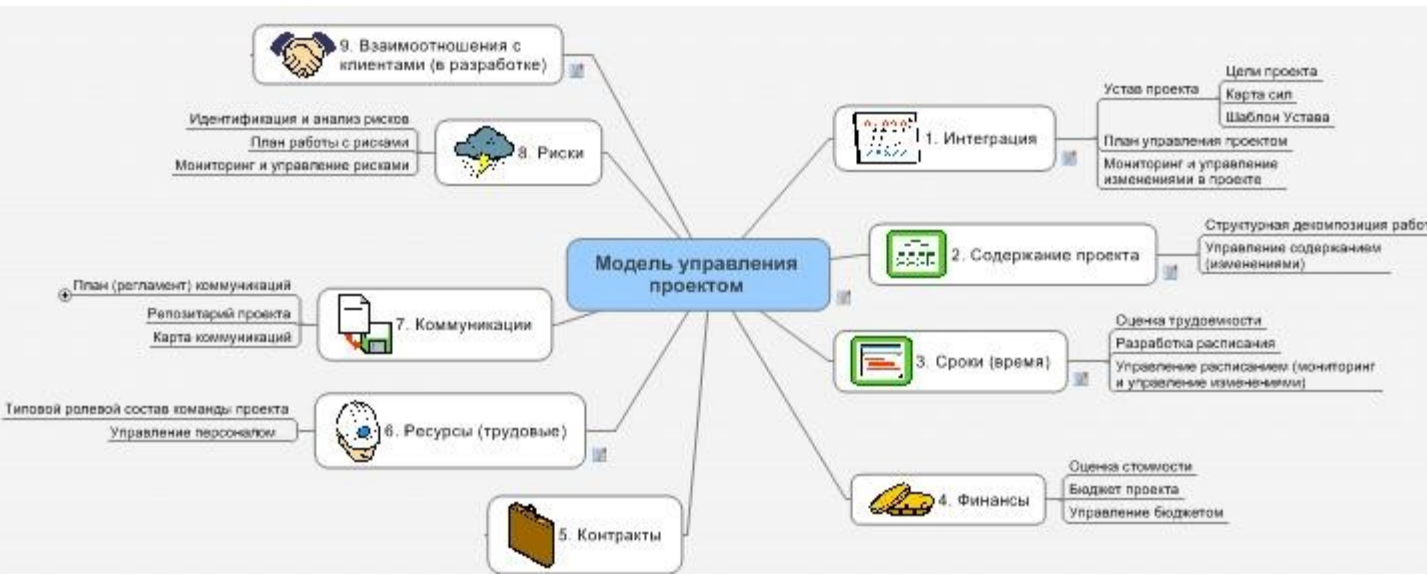 9. Взаимоотношения с
клиентами (в разработке)
Идентификация и анализ рисков
План работы с рисками
Мониторинг и управление рисками
8. Риски
Модель управления
проектом
План (регламент) коммуникаций
Репозитарий проекта
Карта коммуникаций
7. Коммуникации
Типовой ролевой состав команды проекта
Управление персоналом
6. Ресурсы (трудовые)
5. Контракты
1. Интеграция
Устав проекта
Цели проекта
Карта сил
Шаблон Устава
План управления проектом
Мониторинг и управление
изменениями в проекте
2. Содержание проекта
Структурная декомпозиция работ
Управление содержанием
(изменениями)
3. Сроки (время)
Оценка трудоемкости
Разработка расписания
Управление расписанием (мониторинг
и управление изменениями)
4. Финансы
Оценка стоимости
Бюджет проекта
Управление бюджетом